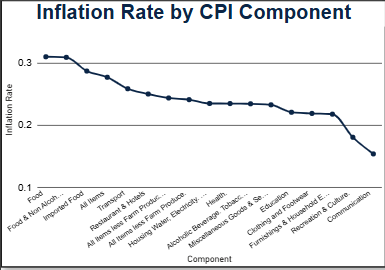 Inflation Rate by CPI Component
Inflation Rate
0.3
0.2
0.1
Food
Food & Non Alcoh...
Imported Food
All Items
Transport
Restaurant & Hotels
All Items less Farm Produc...
All Items less Farm Produce.
Housing Water, Electricity. ...
Health.
Alcoholic Beverage. Tobacc...
Miscellaneous Goods & Se...
Education
Clothing and Footwear
Furnishings & Household E...
Recreation & Culture.
Communication
Component